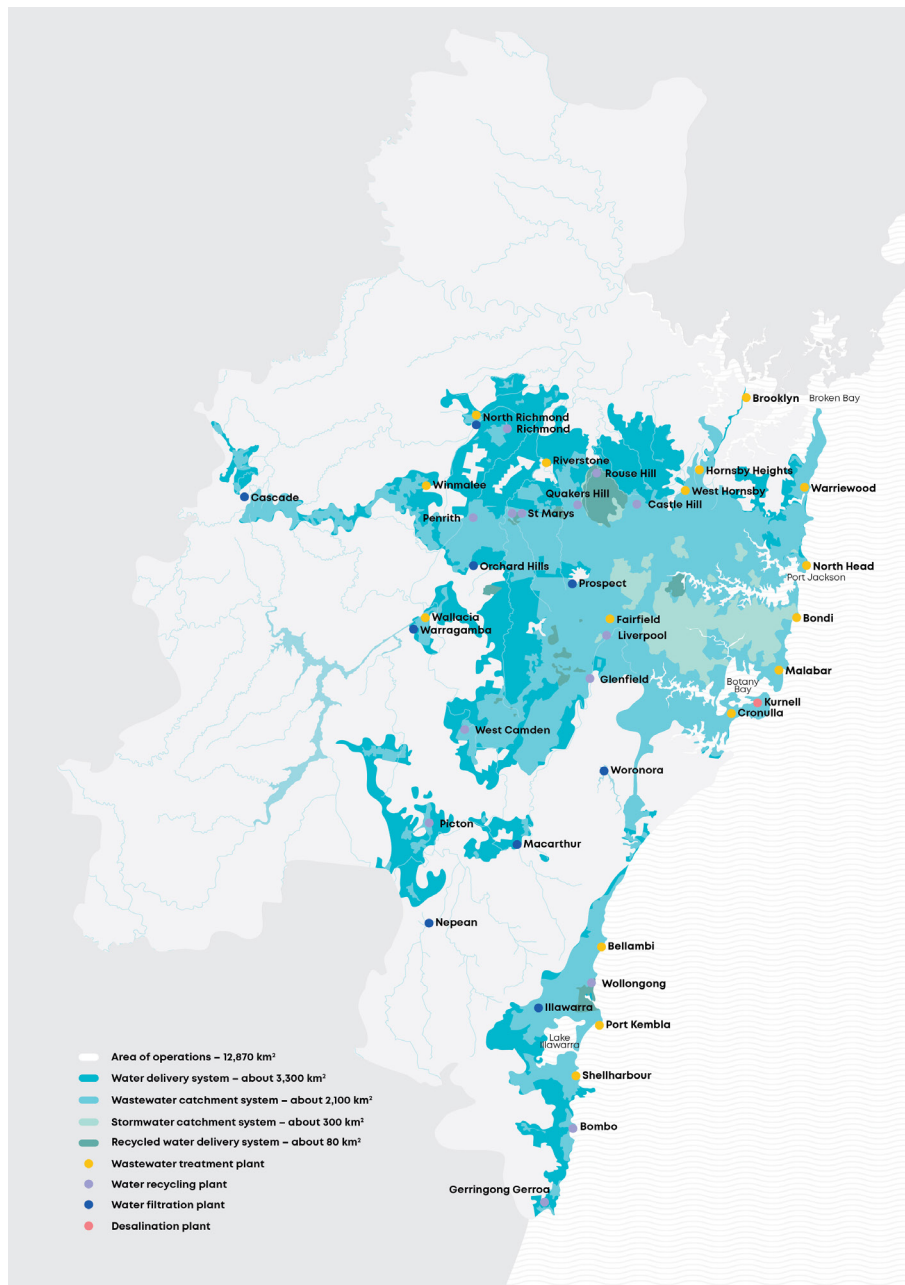 Brooklyn
Broken Bay
North Richmond
Richmond
Riverstone
Rouse Hill
Hornsby Heights
West Hornsby
Warriewood
Winmalee
Quakers Hill
Castle Hill
Cascade
Penrith
St Marys
Orchard Hills
Prospect
North Head
Port Jackson
Wallacia
Warragamba
Fairfield
Liverpool
Bondi
Glenfield
Malabar
Botany
Bay
Kurnell
Cronulla
West Camden
Woronora
Picton
Macarthur
Nepean
Bellambi
Wollongong
Illawarra
Port Kembla
Lake
Illawarra
Shellharbour
Bombo
Gerringong Gerroa
Area of operations – 12,870 km²
Water delivery system – about 3,300 km²
Wastewater catchment system – about 2,100 km²
Stormwater catchment system – about 300 km²
Recycled water delivery system – about 80 km²
Wastewater treatment plant
Water recycling plant
Water filtration plant
Desalination plant